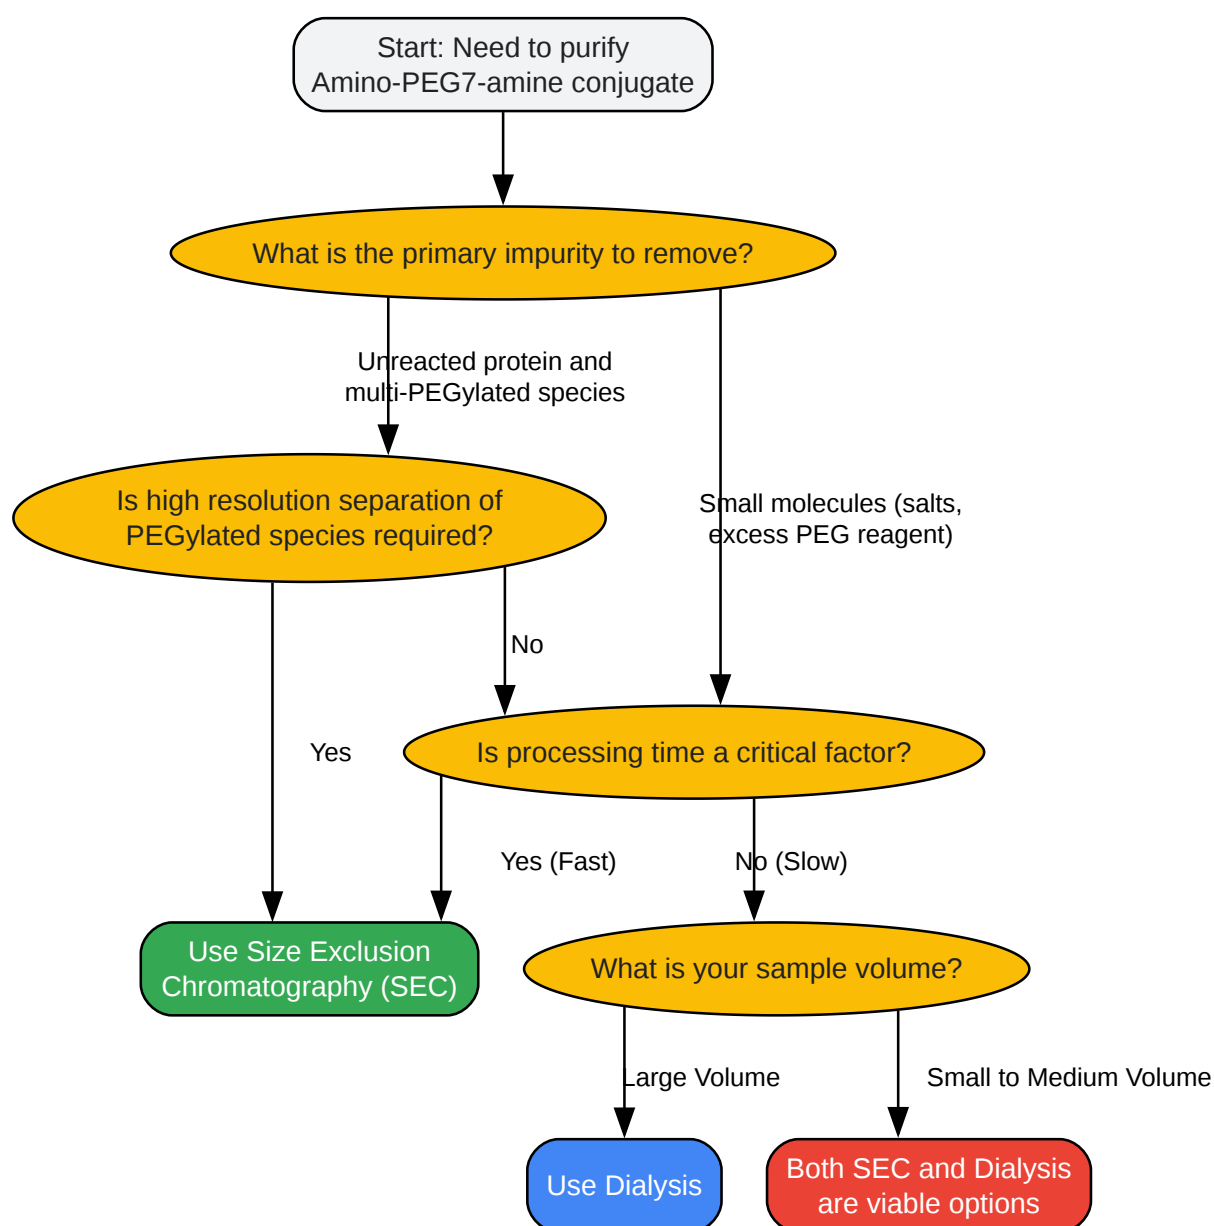 Start: Need to purify
Amino-PEG7-amine conjugate
What is the primary impurity to remove?
Unreacted protein and
multi-PEGylated species
Is high resolution separation of
PEGylated species required?
Small molecules (salts,
excess PEG reagent)
No
Yes
Is processing time a critical factor?
Yes (Fast)
No (Slow)
Use Size Exclusion
Chromatography (SEC)
What is your sample volume?
Large Volume
Small to Medium Volume
Use Dialysis
Both SEC and Dialysis
are viable options